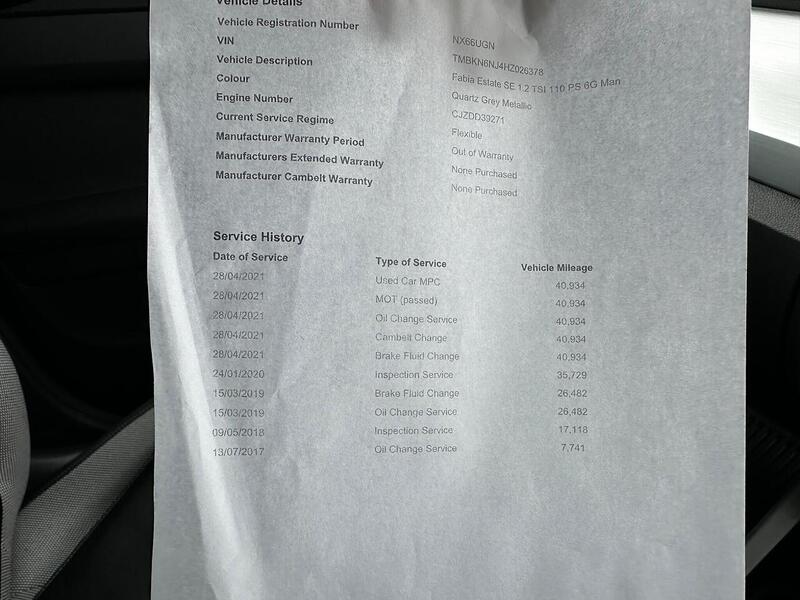 Vehicle Details
Vehicle Registration Number NX66UGN
VIN TMBKN6NJ4HZ026378
Vehicle Description Fabia Estate SE 1.2 TSI 110 PS 6G Man
Colour Quartz Grey Metallic
Engine Number CJZDD39271
Current Service Regime Flexible
Manufacturer Warranty Period Out of Warranty
Manufacturers Extended Warranty None Purchased
Manufacturer Cambelt Warranty None Purchased
Service History
Date of Service Type of Service Vehicle Mileage
28/04/2021 Used Car MPC 40,934
28/04/2021 MOT (passed) 40,934
28/04/2021 Oil Change Service 40,934
28/04/2021 Cambelt Change 40,934
28/04/2021 Brake Fluid Change 40,934
24/01/2020 Inspection Service 35,729
15/03/2019 Brake Fluid Change 26,482
15/03/2019 Oil Change Service 26,482
09/05/2018 Inspection Service 17,118
13/07/2017 Oil Change Service 7,741